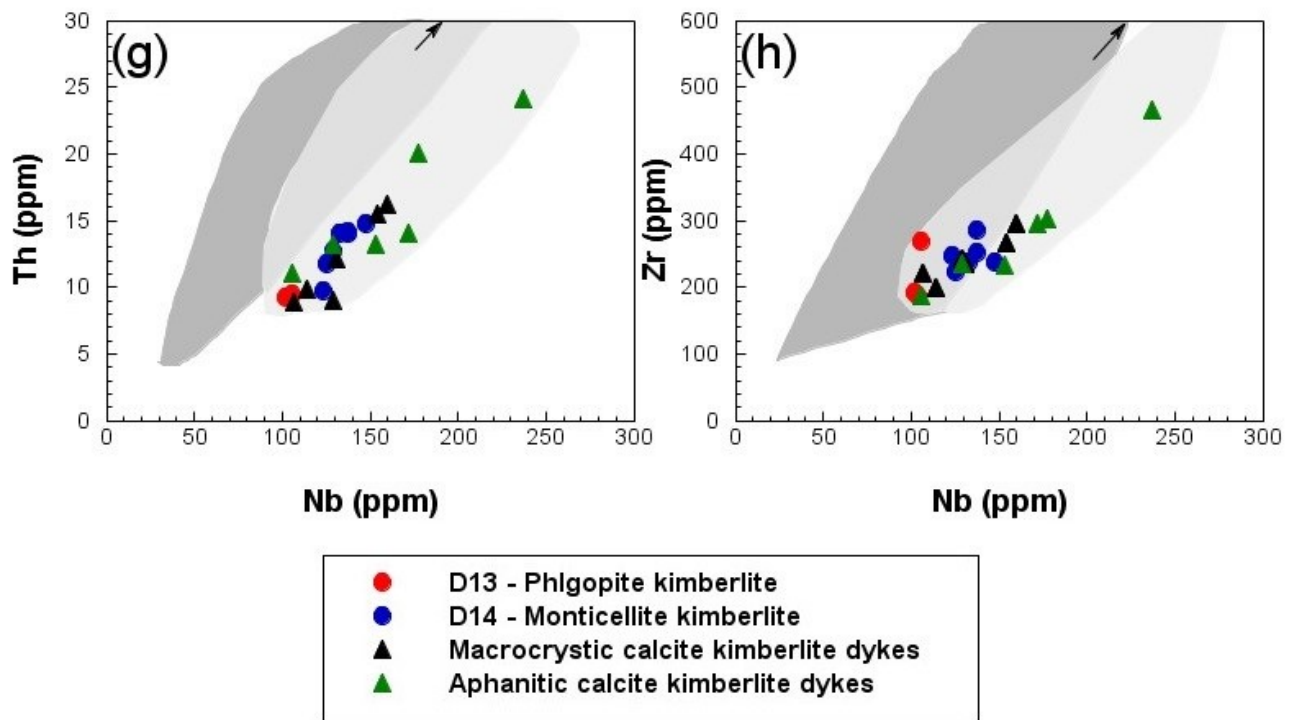 (g)
30
25
20
15
10
5
0
Th (ppm)
0 50 100 150 200 250 300
Nb (ppm)
(h)
600
500
400
300
200
100
0
Zr (ppm)
0 50 100 150 200 250 300
Nb (ppm)
D13 - Phlgopite kimberlite
D14 - Monticellite kimberlite
Macrocrystic calcite kimberlite dykes
Aphanitic calcite kimberlite dykes